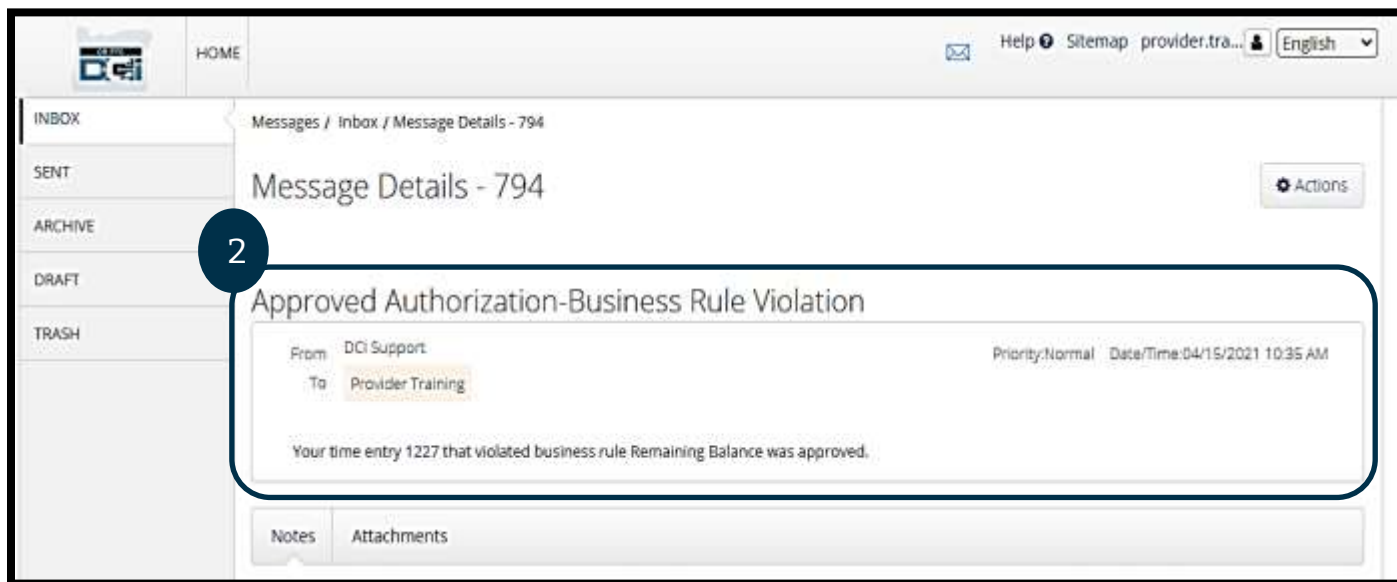 DCi
HOME
Help Sitemap provider.tra... English
INBOX
SENT
ARCHIVE
DRAFT
TRASH
Messages / Inbox / Message Details - 794
Message Details - 794
Actions
2
Approved Authorization-Business Rule Violation
From DCI Support
Priority:Normal Date/Time:04/15/2021 10:35 AM
To Provider Training
Your time entry 1227 that violated business rule Remaining Balance was approved.
Notes Attachments